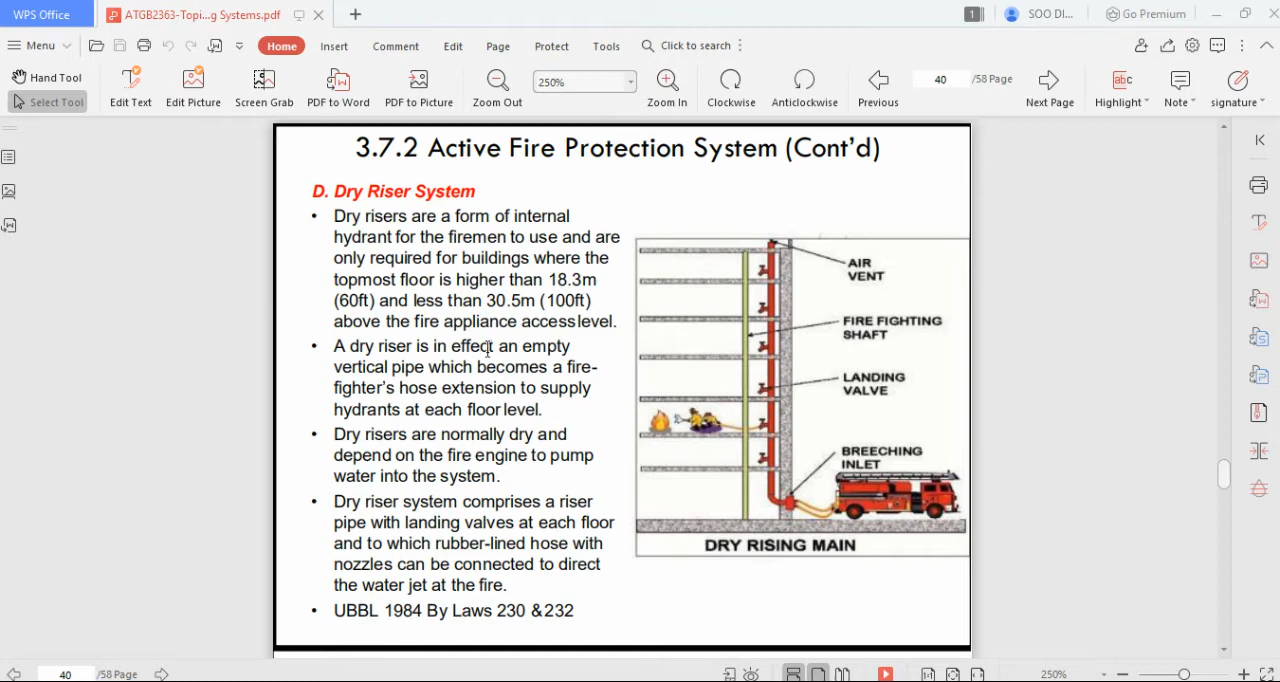 WPS Office
ATGB2363-Topi...g Systems.pdf
1
SOO DI...
Go Premium
Menu
Home
Insert
Comment
Edit
Page
Protect
Tools
Click to search
Hand Tool
Select Tool
Edit Text
Edit Picture
Screen Grab
PDF to Word
PDF to Picture
Zoom Out
250%
Zoom In
Clockwise
Anticlockwise
Previous
40 /58 Page
Next Page
Highlight
Note
signature
3.7.2 Active Fire Protection System (Cont'd)
D. Dry Riser System
• Dry risers are a form of internal
hydrant for the firemen to use and are
only required for buildings where the
topmost floor is higher than 18.3m
(60ft) and less than 30.5m (100ft)
above the fire appliance access level.
• A dry riser is in effect an empty
vertical pipe which becomes a fire-
fighter's hose extension to supply
hydrants at each floor level.
• Dry risers are normally dry and
depend on the fire engine to pump
water into the system.
• Dry riser system comprises a riser
pipe with landing valves at each floor
and to which rubber-lined hose with
nozzles can be connected to direct
the water jet at the fire.
• UBBL 1984 By Laws 230 &232
AIR
VENT
FIRE FIGHTING
SHAFT
LANDING
VALVE
BREECHING
INLET
DRY RISING MAIN
40 /58 Page
250%